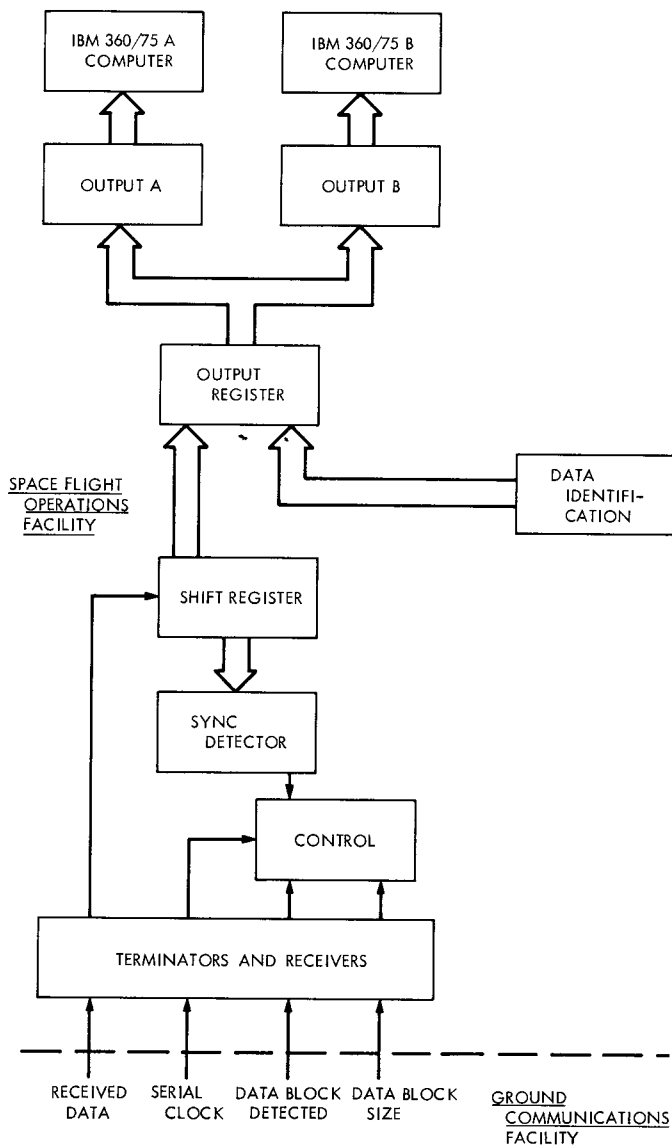 IBM 360/75 A
COMPUTER
IBM 360/75 B
COMPUTER
OUTPUT A
OUTPUT B
OUTPUT
REGISTER
SPACE FLIGHT
OPERATIONS
FACILITY
DATA
IDENTIFI-
CATION
SHIFT REGISTER
SYNC
DETECTOR
CONTROL
TERMINATORS AND RECEIVERS
RECEIVED
DATA
SERIAL
CLOCK
DATA BLOCK
DETECTED
DATA BLOCK
SIZE
GROUND
COMMUNICATIONS
FACILITY